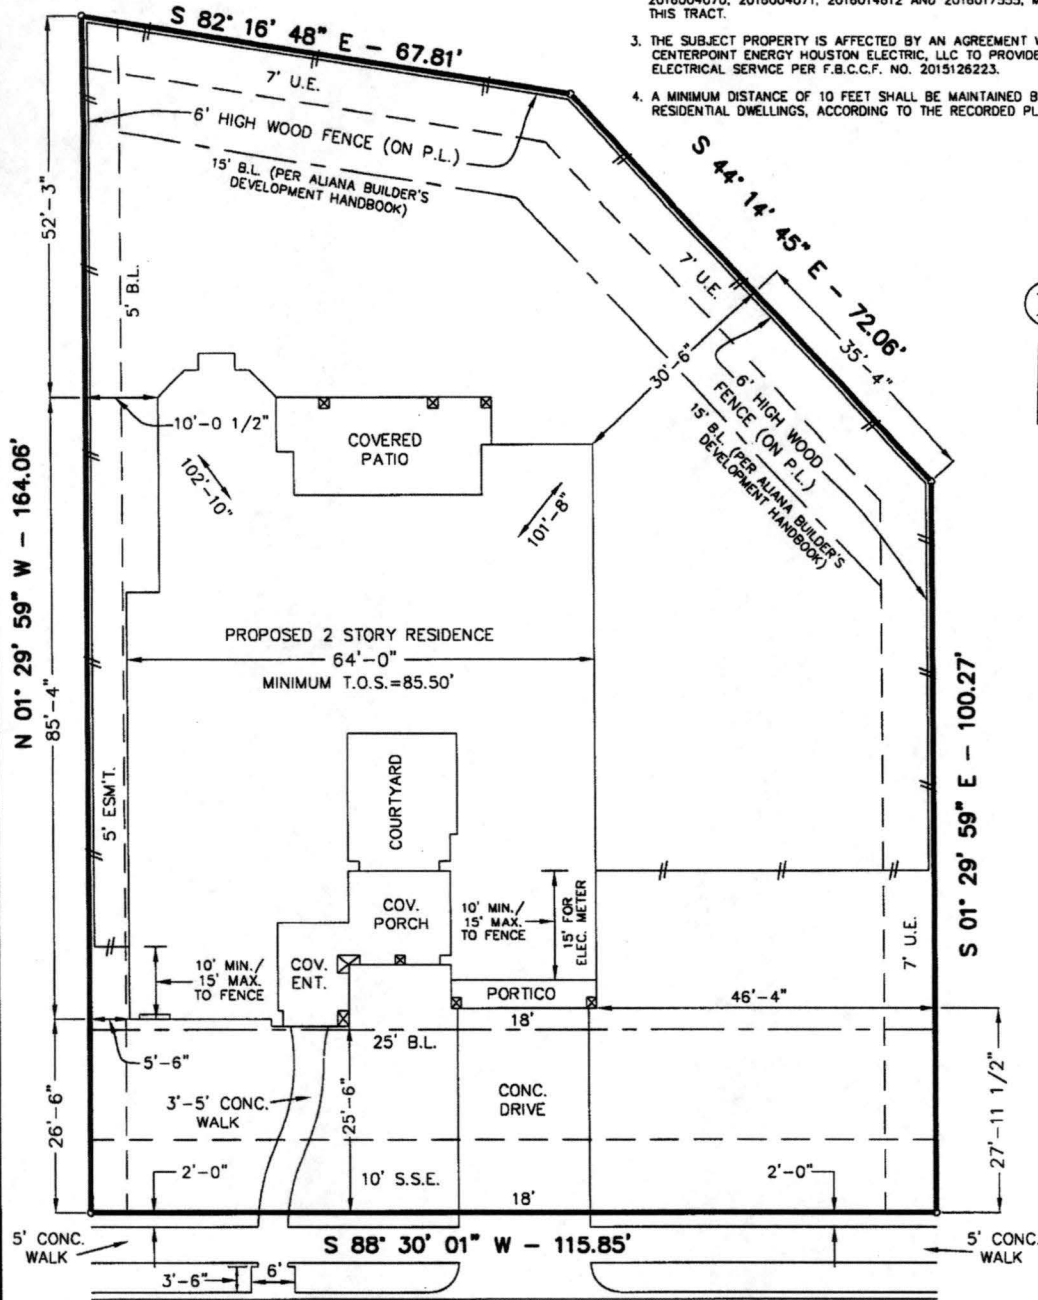 2016004070, 2016004071, 2016014612 AND 2016017355,
THIS TRACT.
3. THE SUBJECT PROPERTY IS AFFECTED BY AN AGREEMENT
CENTERPOINT ENERGY HOUSTON ELECTRIC, LLC TO PROVIDE
ELECTRICAL SERVICE PER F.B.C.C.F. NO. 2015126223.
4. A MINIMUM DISTANCE OF 10 FEET SHALL BE MAINTAINED
RESIDENTIAL DWELLINGS, ACCORDING TO THE RECORDED
S 82° 16' 48" E - 67.81'
7' U.E.
6' HIGH WOOD FENCE (ON P.L.)
15' B.L. (PER ALIANA BUILDER'S
DEVELOPMENT HANDBOOK)
52'-3"
5' B.L.
S 44° 14' 45" E - 72.06'
7' U.E.
35'-4"
30'-6"
6' HIGH WOOD
FENCE (ON P.L.)
15' B.L. (PER ALIANA BUILDER'S
DEVELOPMENT HANDBOOK)
10'-0 1/2"
COVERED
PATIO
102'-10"
101'-8"
N 01° 29' 59" W - 164.06'
PROPOSED 2 STORY RESIDENCE
64'-0"
MINIMUM T.O.S.=85.50'
85'-4"
5' ESM'T.
COURTYARD
S 01° 29' 59" E - 100.27'
COV.
PORCH
10' MIN./
15' MAX.
TO FENCE
15' FOR
ELEC. METER
7' U.E.
10' MIN./
15' MAX.
TO FENCE
COV.
ENT.
PORTICO
46'-4"
18'
25' B.L.
5'-6"
26'-6"
3'-5' CONC.
WALK
25'-6"
CONC.
DRIVE
27'-11 1/2"
2'-0"
10' S.S.E.
18'
2'-0"
5' CONC.
WALK
S 88° 30' 01" W - 115.85'
5' CONC.
WALK
3'-6"
6'